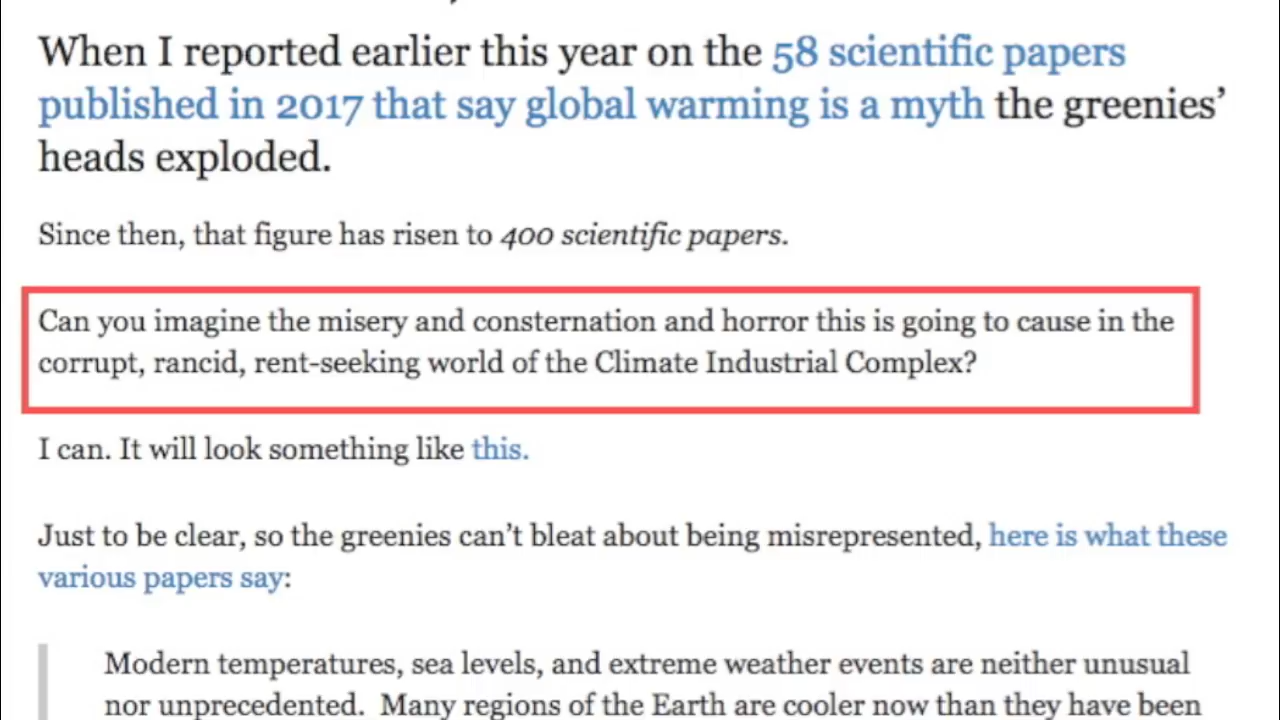 When I reported earlier this year on the 58 scientific papers
published in 2017 that say global warming is a myth the greenies’
heads exploded.
Since then, that figure has risen to 400 scientific papers.
Can you imagine the misery and consternation and horror this is going to cause in the
corrupt, rancid, rent-seeking world of the Climate Industrial Complex?
I can. It will look something like this.
Just to be clear, so the greenies can’t bleat about being misrepresented, here is what these
various papers say:
Modern temperatures, sea levels, and extreme weather events are neither unusual
nor unprecedented.  Many regions of the Earth are cooler now than they have been